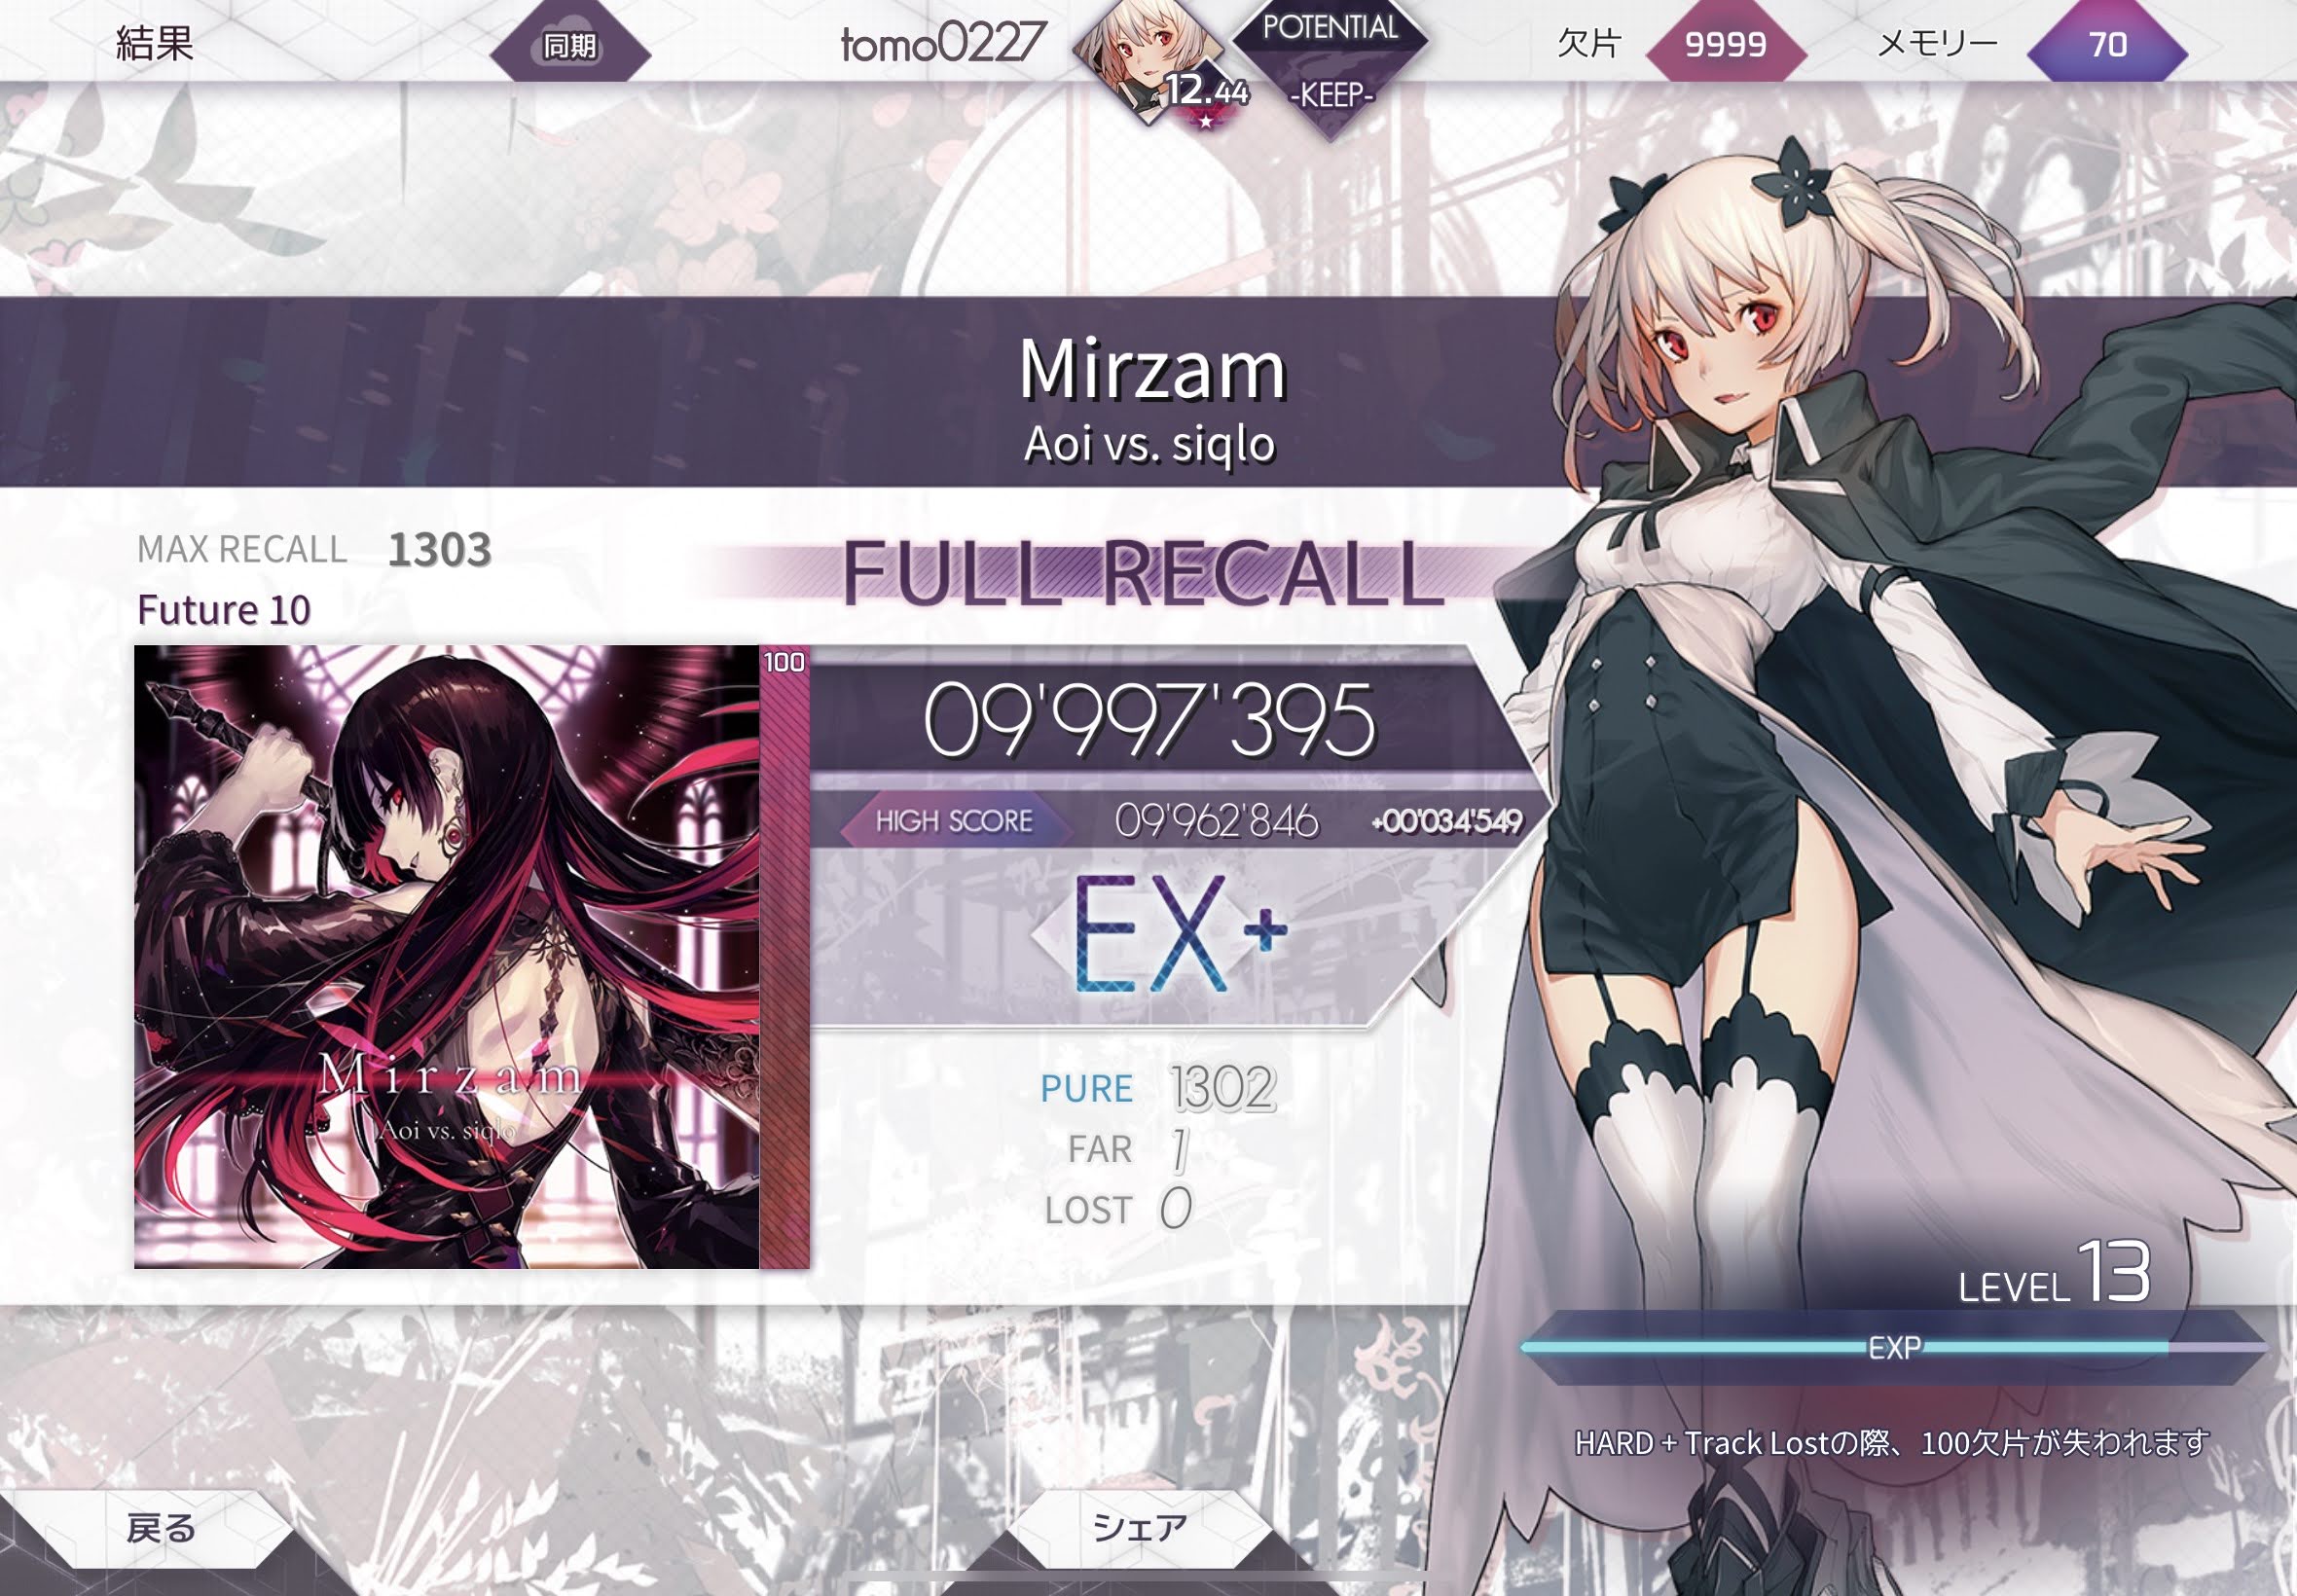 結果
同期
tomo0227
12.44
POTENTIAL
-KEEP-
欠片
9999
メモリー
70
Mirzam
Aoi vs. siqlo
MAX RECALL 1303
Future 10
FULL RECALL
100
09'997'395
HIGH SCORE 09'962'846 +00'034'549
EX+
Mirzam
Aoi vs. siqlo
PURE 1302
FAR 1
LOST 0
LEVEL 13
EXP
HARD + Track Lostの際、100欠片が失われます
戻る
シェア